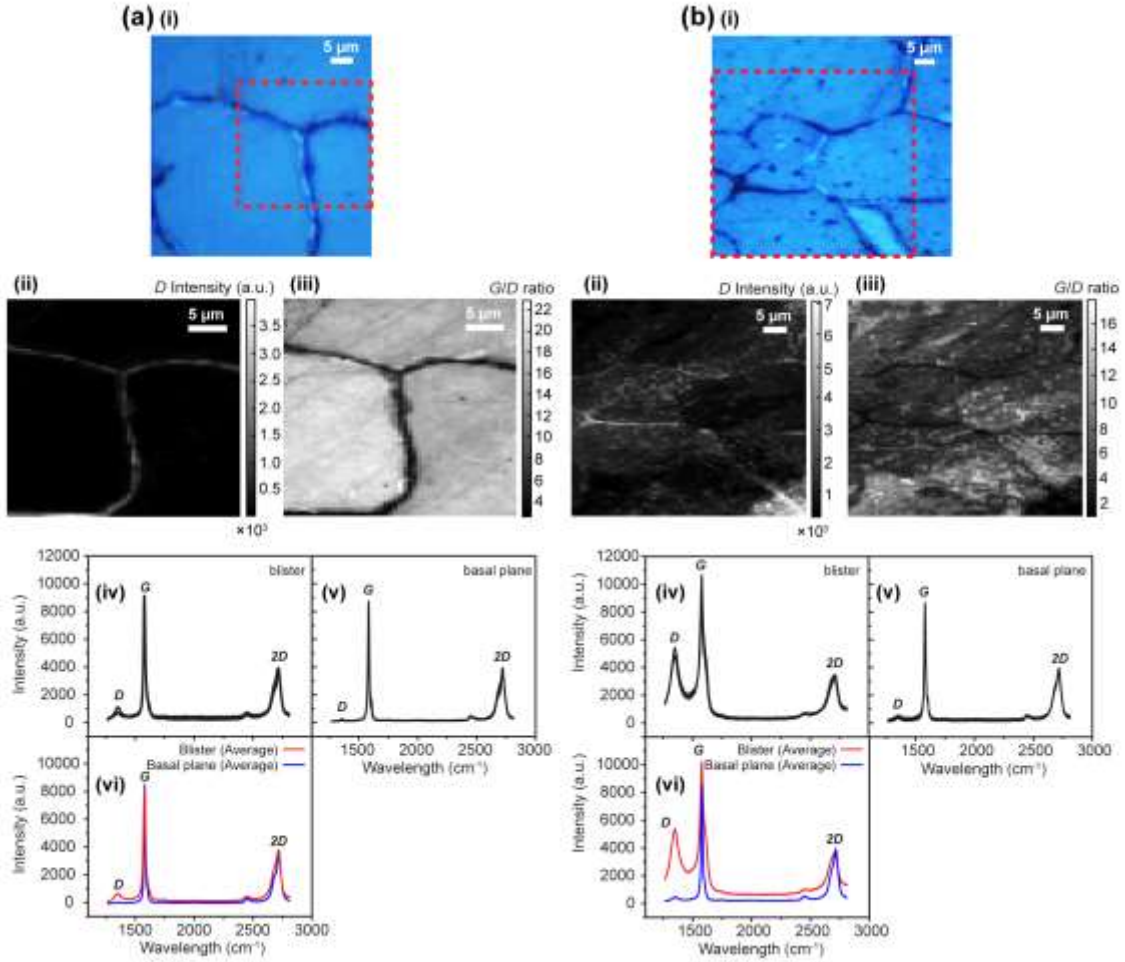 (a) (i)
5 µm
(b) (i)
5 µm
(ii)
D Intensity (a.u.)
5 µm
3.5
3.0
2.5
2.0
1.5
1.0
0.5
×10³
(iii)
G/D ratio
5 µm
22
20
18
16
14
12
10
8
6
4
(ii)
D Intensity (a.u.)
5 µm
7
6
5
4
3
2
1
×10³
(iii)
G/D ratio
5 µm
16
14
12
10
8
6
4
2
12000
10000
8000
6000
4000
2000
0
Intensity (a.u.)
(iv)
blister
D
G
2D
(v)
basal plane
D
G
2D
1500 2000 2500 3000
Wavelength (cm⁻¹)
10000
8000
6000
4000
2000
0
Intensity (a.u.)
(vi)
Blister (Average)
Basal plane (Average)
D
G
2D
1500 2000 2500 3000
Wavelength (cm⁻¹)
12000
10000
8000
6000
4000
2000
0
Intensity (a.u.)
(iv)
blister
D
G
2D
(v)
basal plane
D
G
2D
1500 2000 2500 3000
Wavelength (cm⁻¹)
10000
8000
6000
4000
2000
0
Intensity (a.u.)
(vi)
Blister (Average)
Basal plane (Average)
D
G
2D
1500 2000 2500 3000
Wavelength (cm⁻¹)